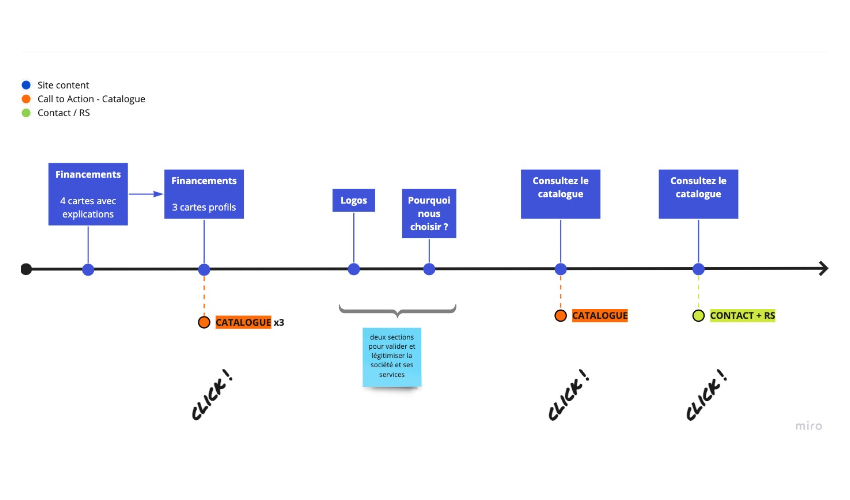 Site content
Call to Action - Catalogue
Contact / RS
Financements
4 cartes avec
explications
Financements
3 cartes profils
Logos
Pourquoi
nous
choisir ?
Consultez le
catalogue
Consultez le
catalogue
CATALOGUE x3
CATALOGUE
CONTACT + RS
deux sections
pour valider et
légitimiser la
société et ses
services
CLICK !
CLICK !
CLICK !
miro